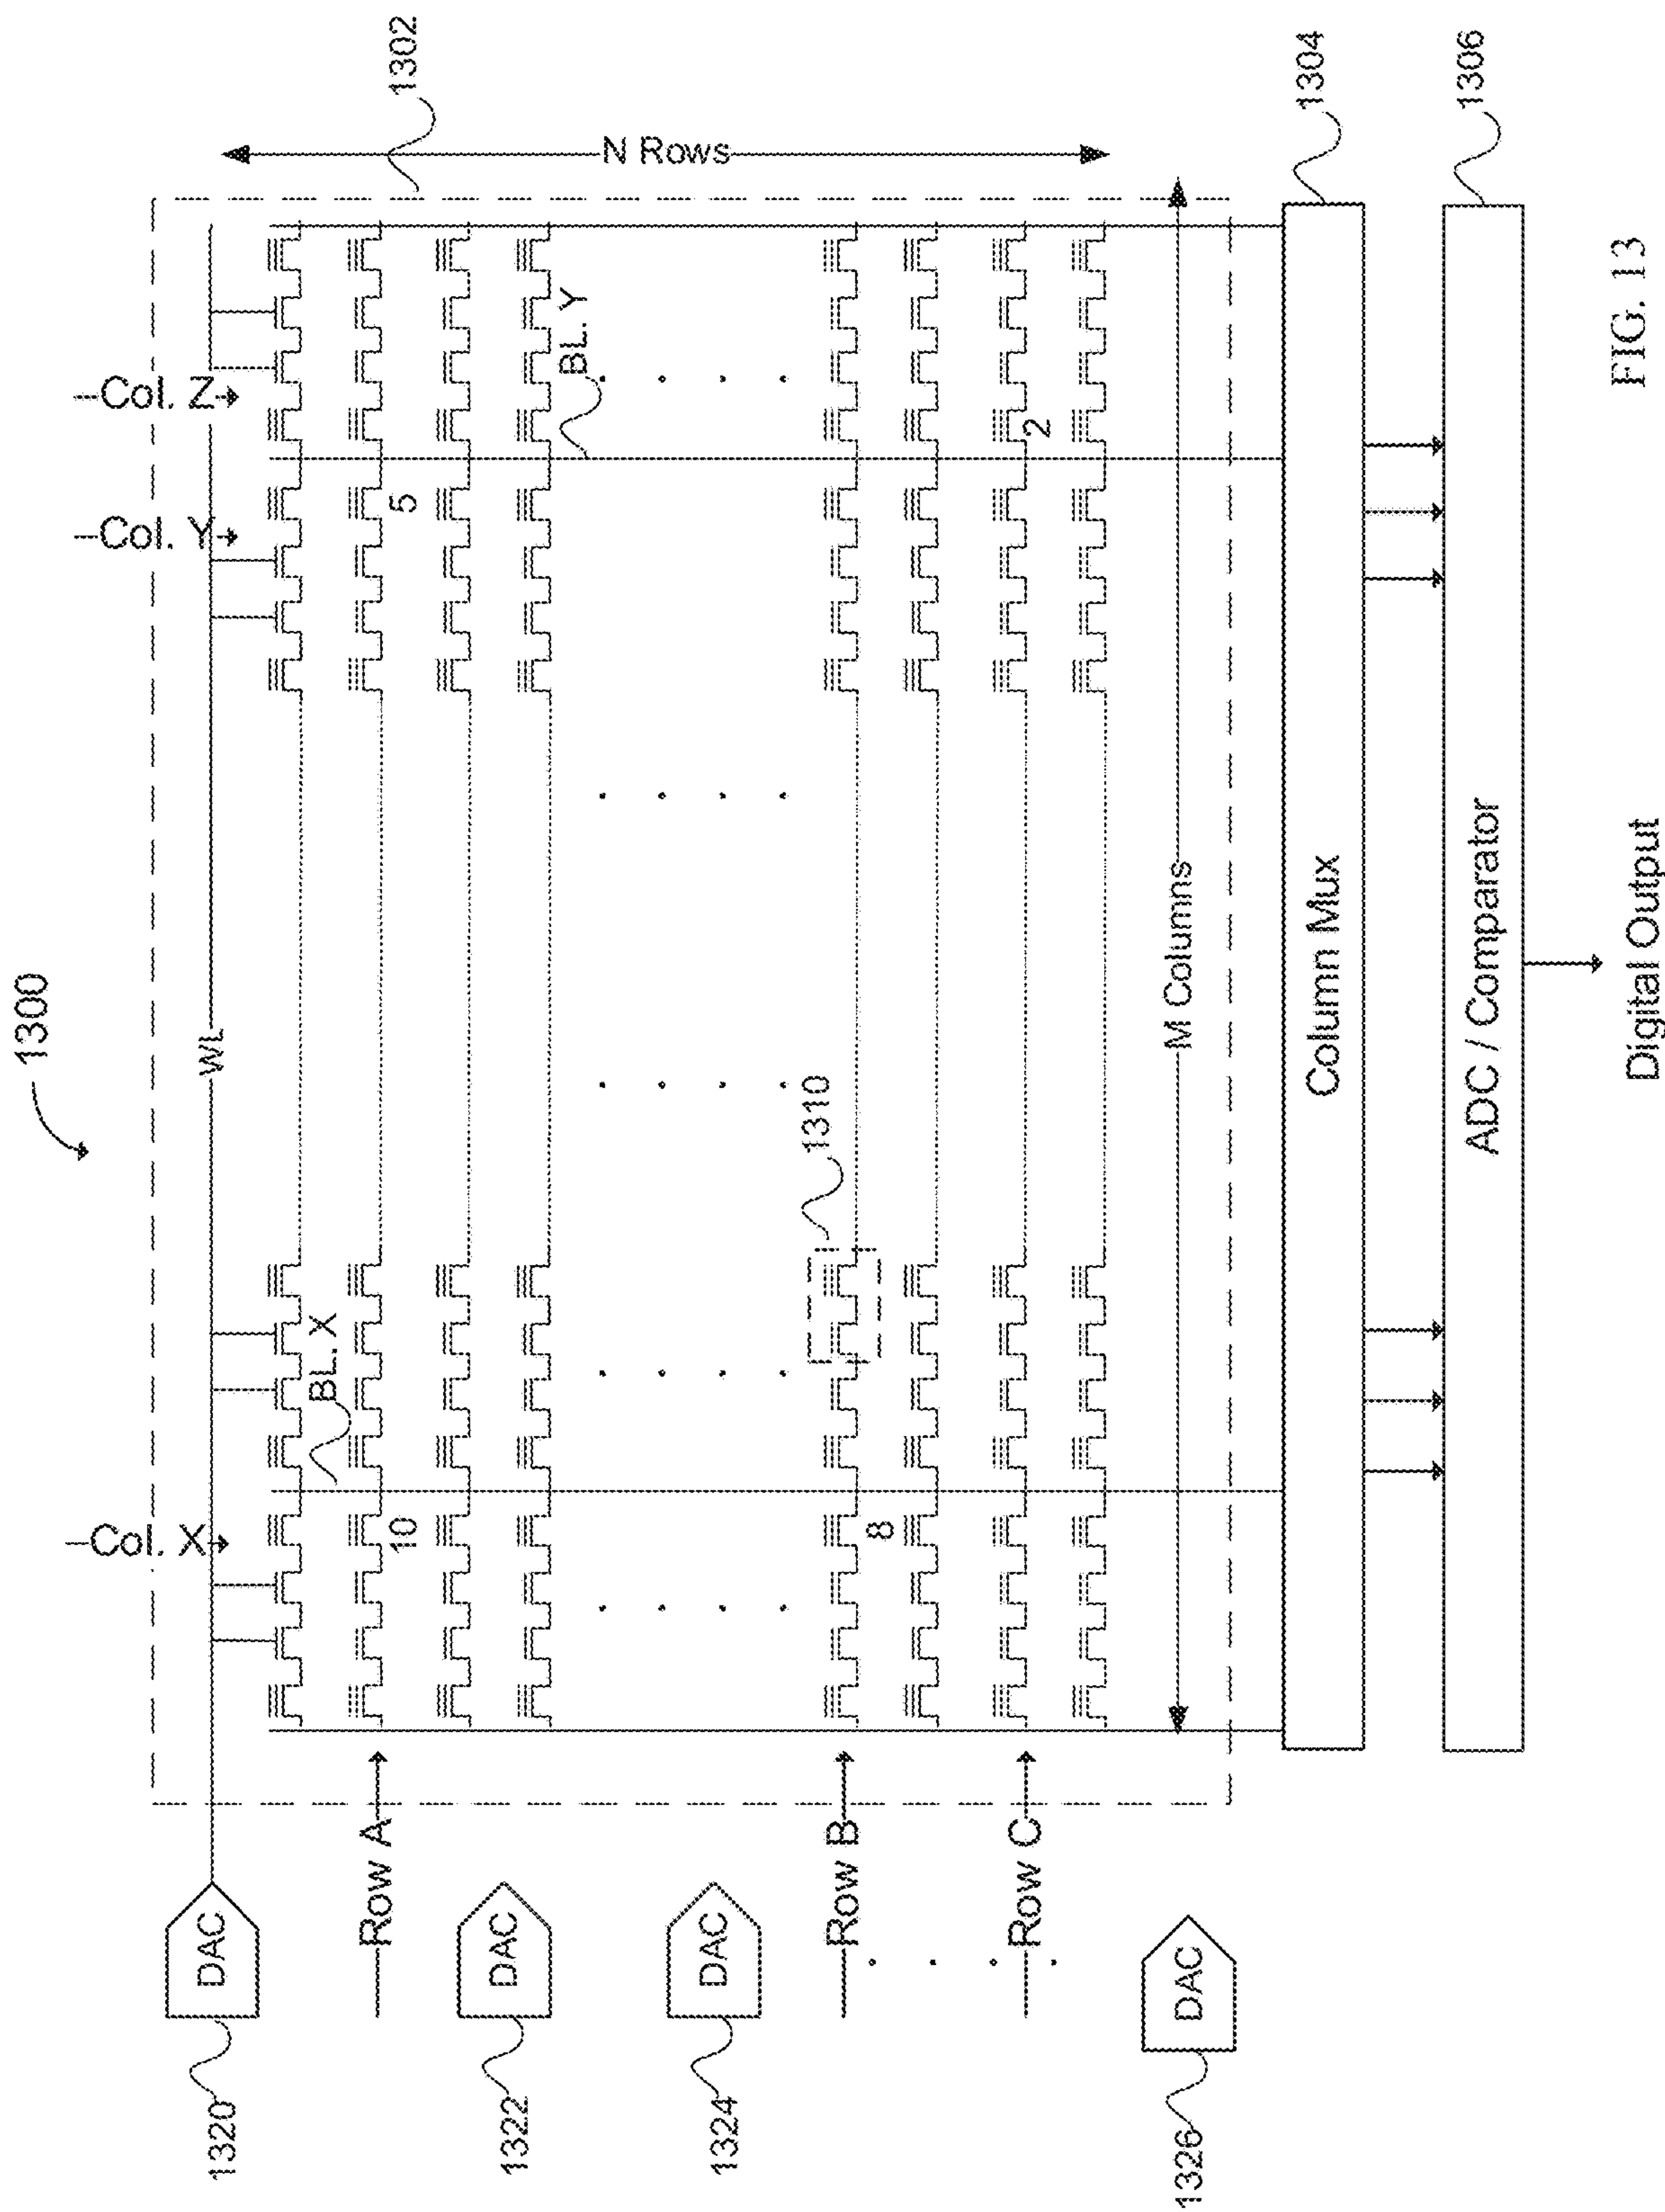 1300
1302
N Rows
WL
Col. X
Col. Y
Col. Z
BL. X
BL. Y
10
5
8
2
1310
M Columns
DAC
1320
Row A
DAC
1322
DAC
1324
Row B
Row C
DAC
1326
Column Mux
1304
ADC / Comparator
1306
Digital Output
FIG. 13